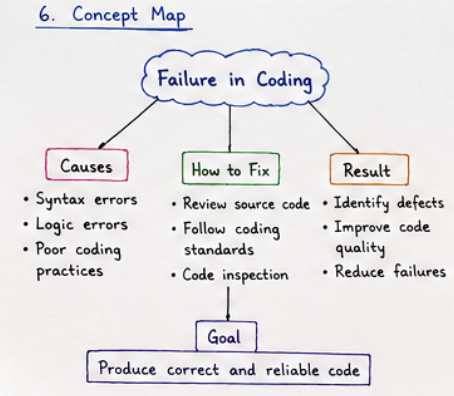 6. Concept Map
Failure in Coding
Causes
• Syntax errors
• Logic errors
• Poor coding
practices
How to Fix
• Review source code
• Follow coding
standards
• Code inspection
Result
• Identify defects
• Improve code
quality
• Reduce failures
Goal
Produce correct and reliable code